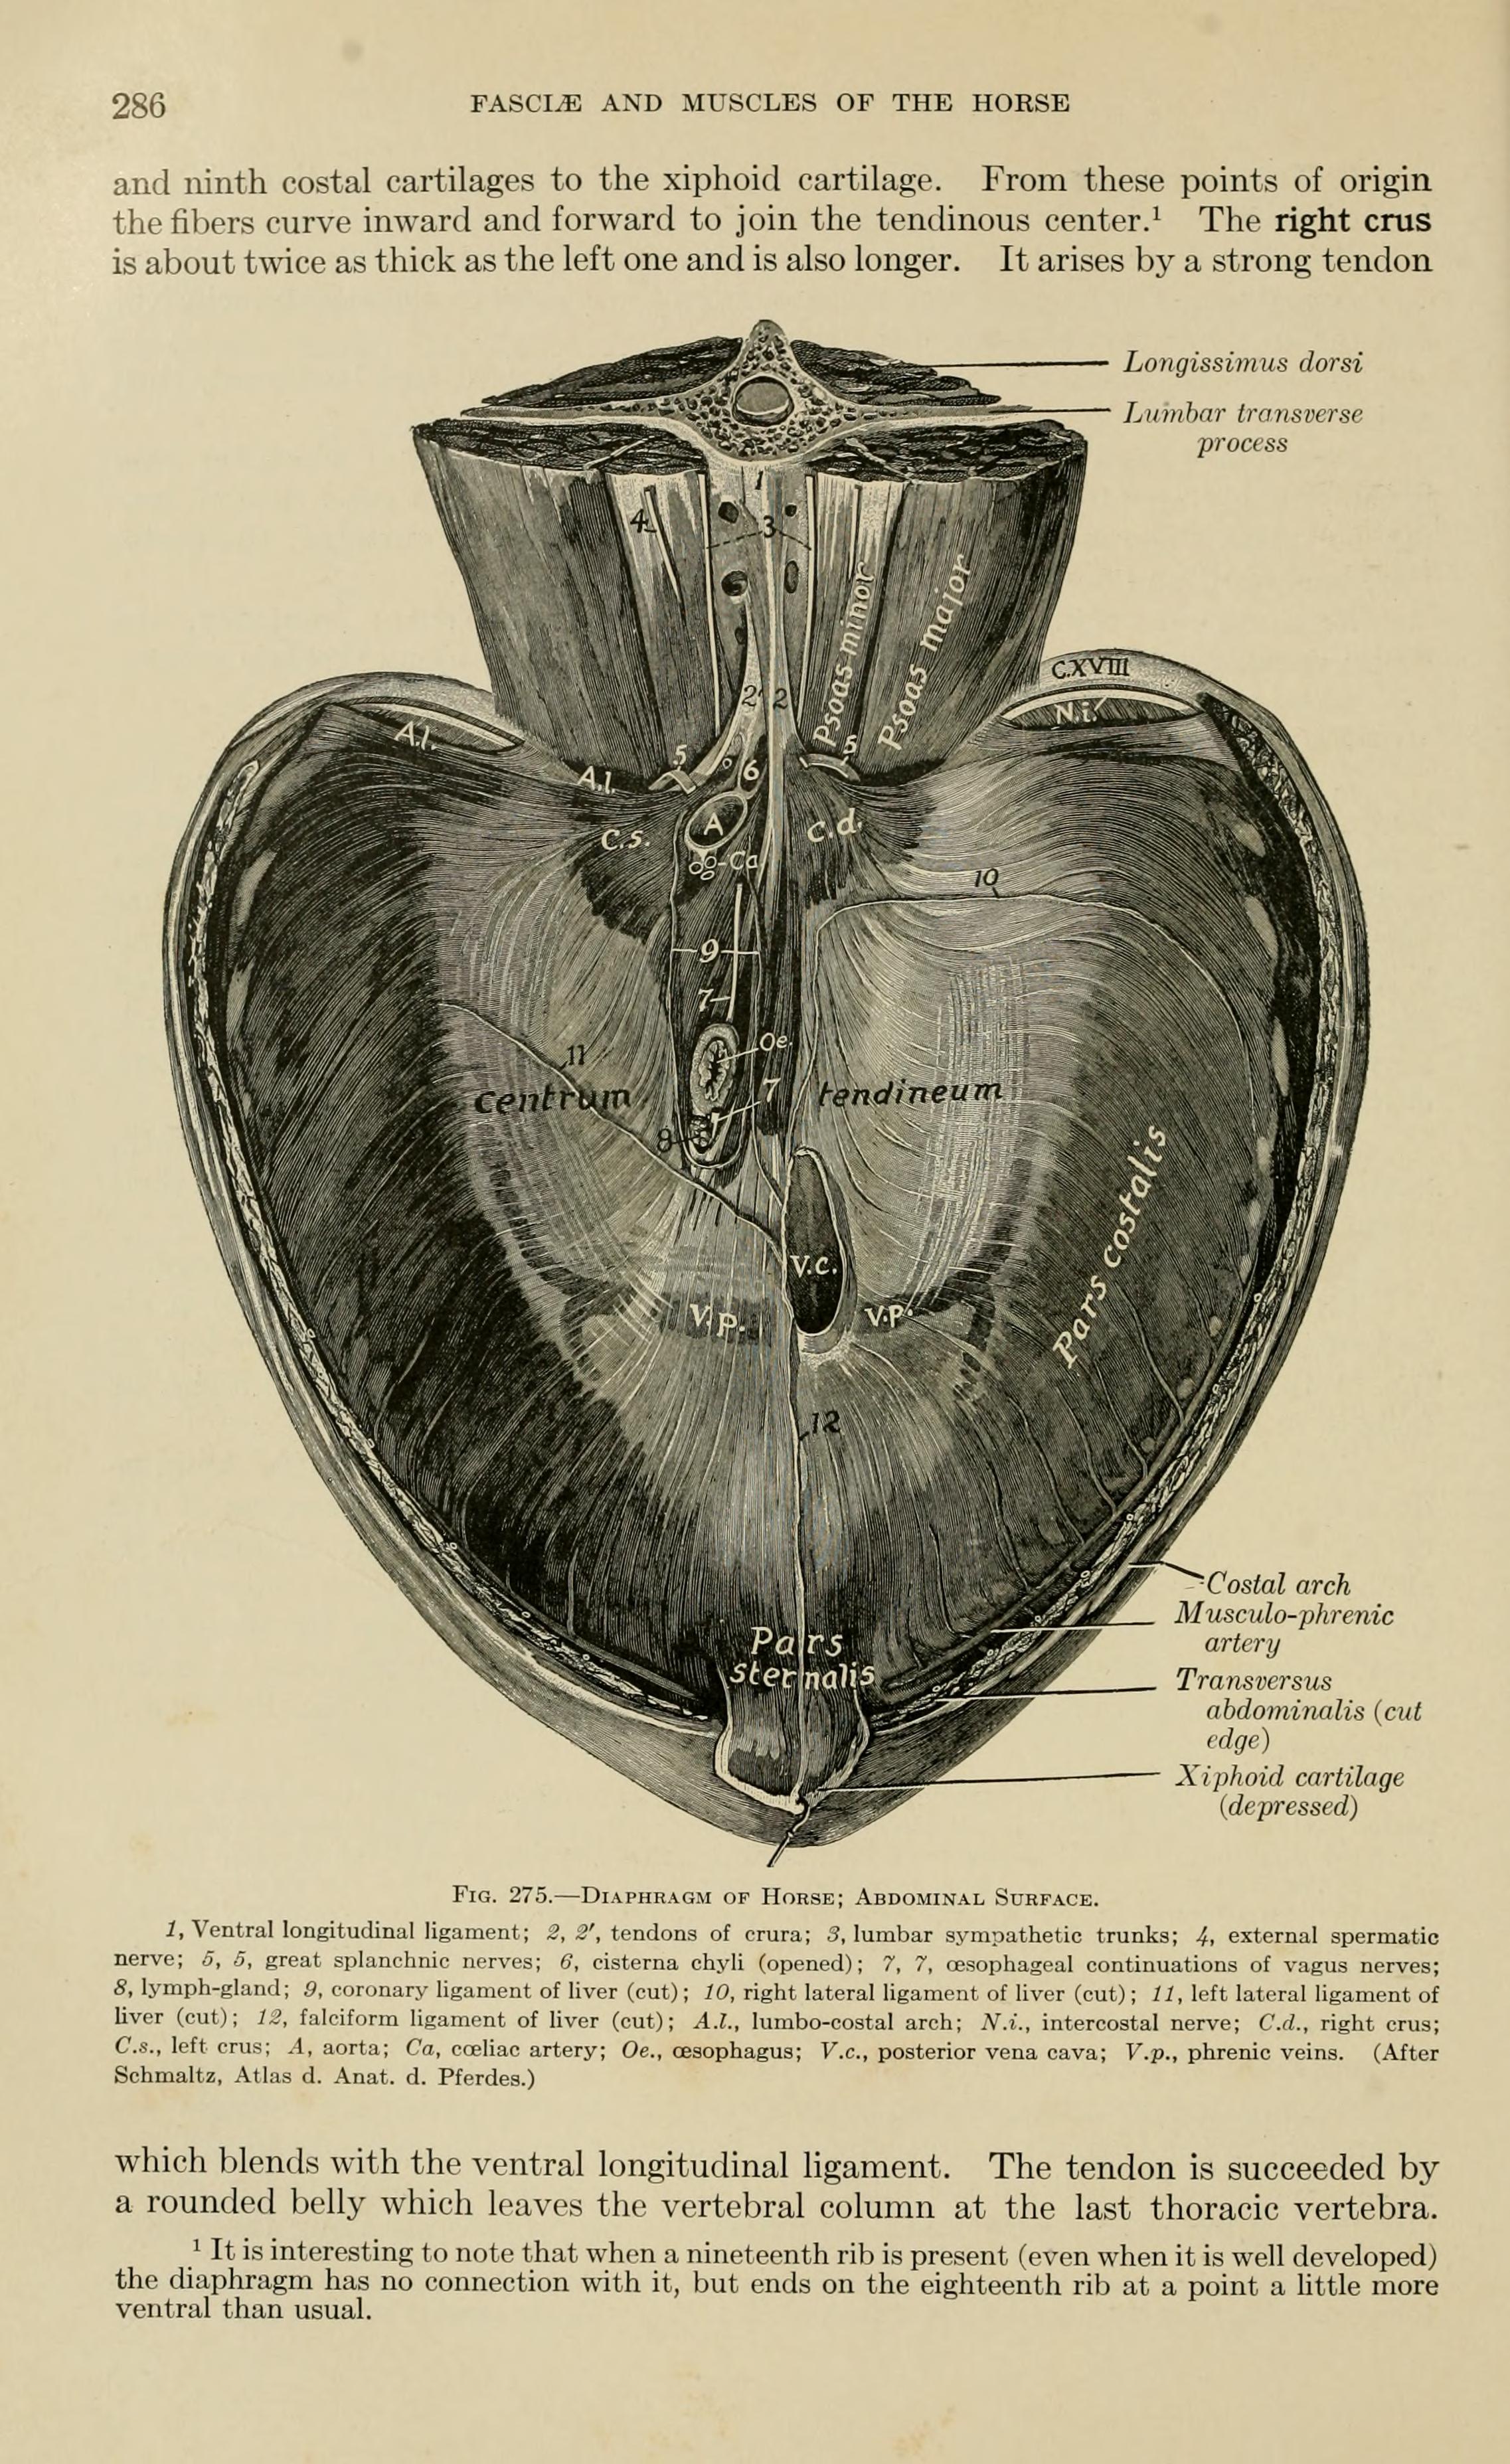 286
FASCIÆ AND MUSCLES OF THE HORSE
and ninth costal cartilages to the xiphoid cartilage. From these points of origin
the fibers curve inward and forward to join the tendinous center.¹ The right crus
is about twice as thick as the left one and is also longer. It arises by a strong tendon
Longissimus dorsi
Lumbar transverse
process
1
4
3
Psoas minor
Psoas major
C.XVIII
N.i.
A.l.
2' 2
5
5
A.l.
6
C.s.
A
C.d.
Ca
10
9
7
Oe.
11
centrum
7
tendineum
8
Pars costalis
V.c.
V.p.
V.p.
12
Costal arch
Musculo-phrenic
artery
Pars
sternalis
Transversus
abdominalis (cut
edge)
Xiphoid cartilage
(depressed)
FIG. 275.—DIAPHRAGM OF HORSE; ABDOMINAL SURFACE.
1, Ventral longitudinal ligament; 2, 2', tendons of crura; 3, lumbar sympathetic trunks; 4, external spermatic
nerve; 5, 5, great splanchnic nerves; 6, cisterna chyli (opened); 7, 7, œsophageal continuations of vagus nerves;
8, lymph-gland; 9, coronary ligament of liver (cut); 10, right lateral ligament of liver (cut); 11, left lateral ligament of
liver (cut); 12, falciform ligament of liver (cut); A.l., lumbo-costal arch; N.i., intercostal nerve; C.d., right crus;
C.s., left crus; A, aorta; Ca, cœliac artery; Oe., œsophagus; V.c., posterior vena cava; V.p., phrenic veins. (After
Schmaltz, Atlas d. Anat. d. Pferdes.)
which blends with the ventral longitudinal ligament. The tendon is succeeded by
a rounded belly which leaves the vertebral column at the last thoracic vertebra.
¹ It is interesting to note that when a nineteenth rib is present (even when it is well developed)
the diaphragm has no connection with it, but ends on the eighteenth rib at a point a little more
ventral than usual.